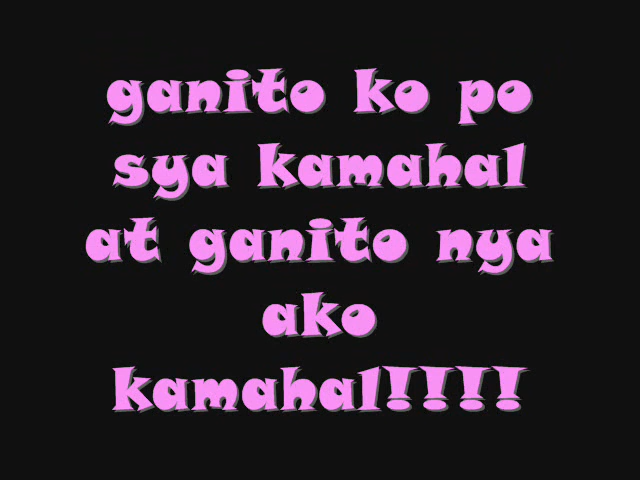 ganito ko po
sya kamahal
at ganito nya
ako
kamahal!!!!